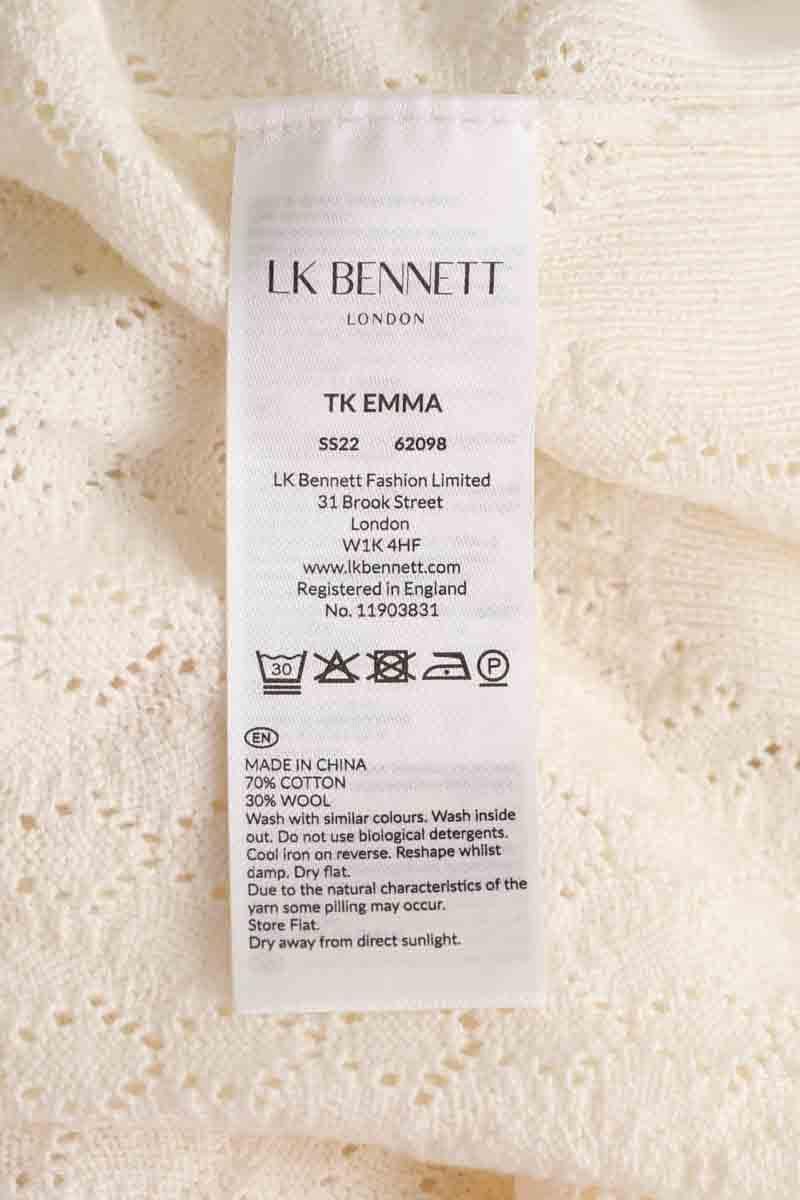 LK BENNETT
LONDON
TK EMMA
SS22 62098
LK Bennett Fashion Limited
31 Brook Street
London
W1K 4HF
www.lkbennett.com
Registered in England
No. 11903831
30 P
EN
MADE IN CHINA
70% COTTON
30% WOOL
Wash with similar colours. Wash inside
out. Do not use biological detergents.
Cool iron on reverse. Reshape whilst
damp. Dry flat.
Due to the natural characteristics of the
yarn some pilling may occur.
Store Flat.
Dry away from direct sunlight.